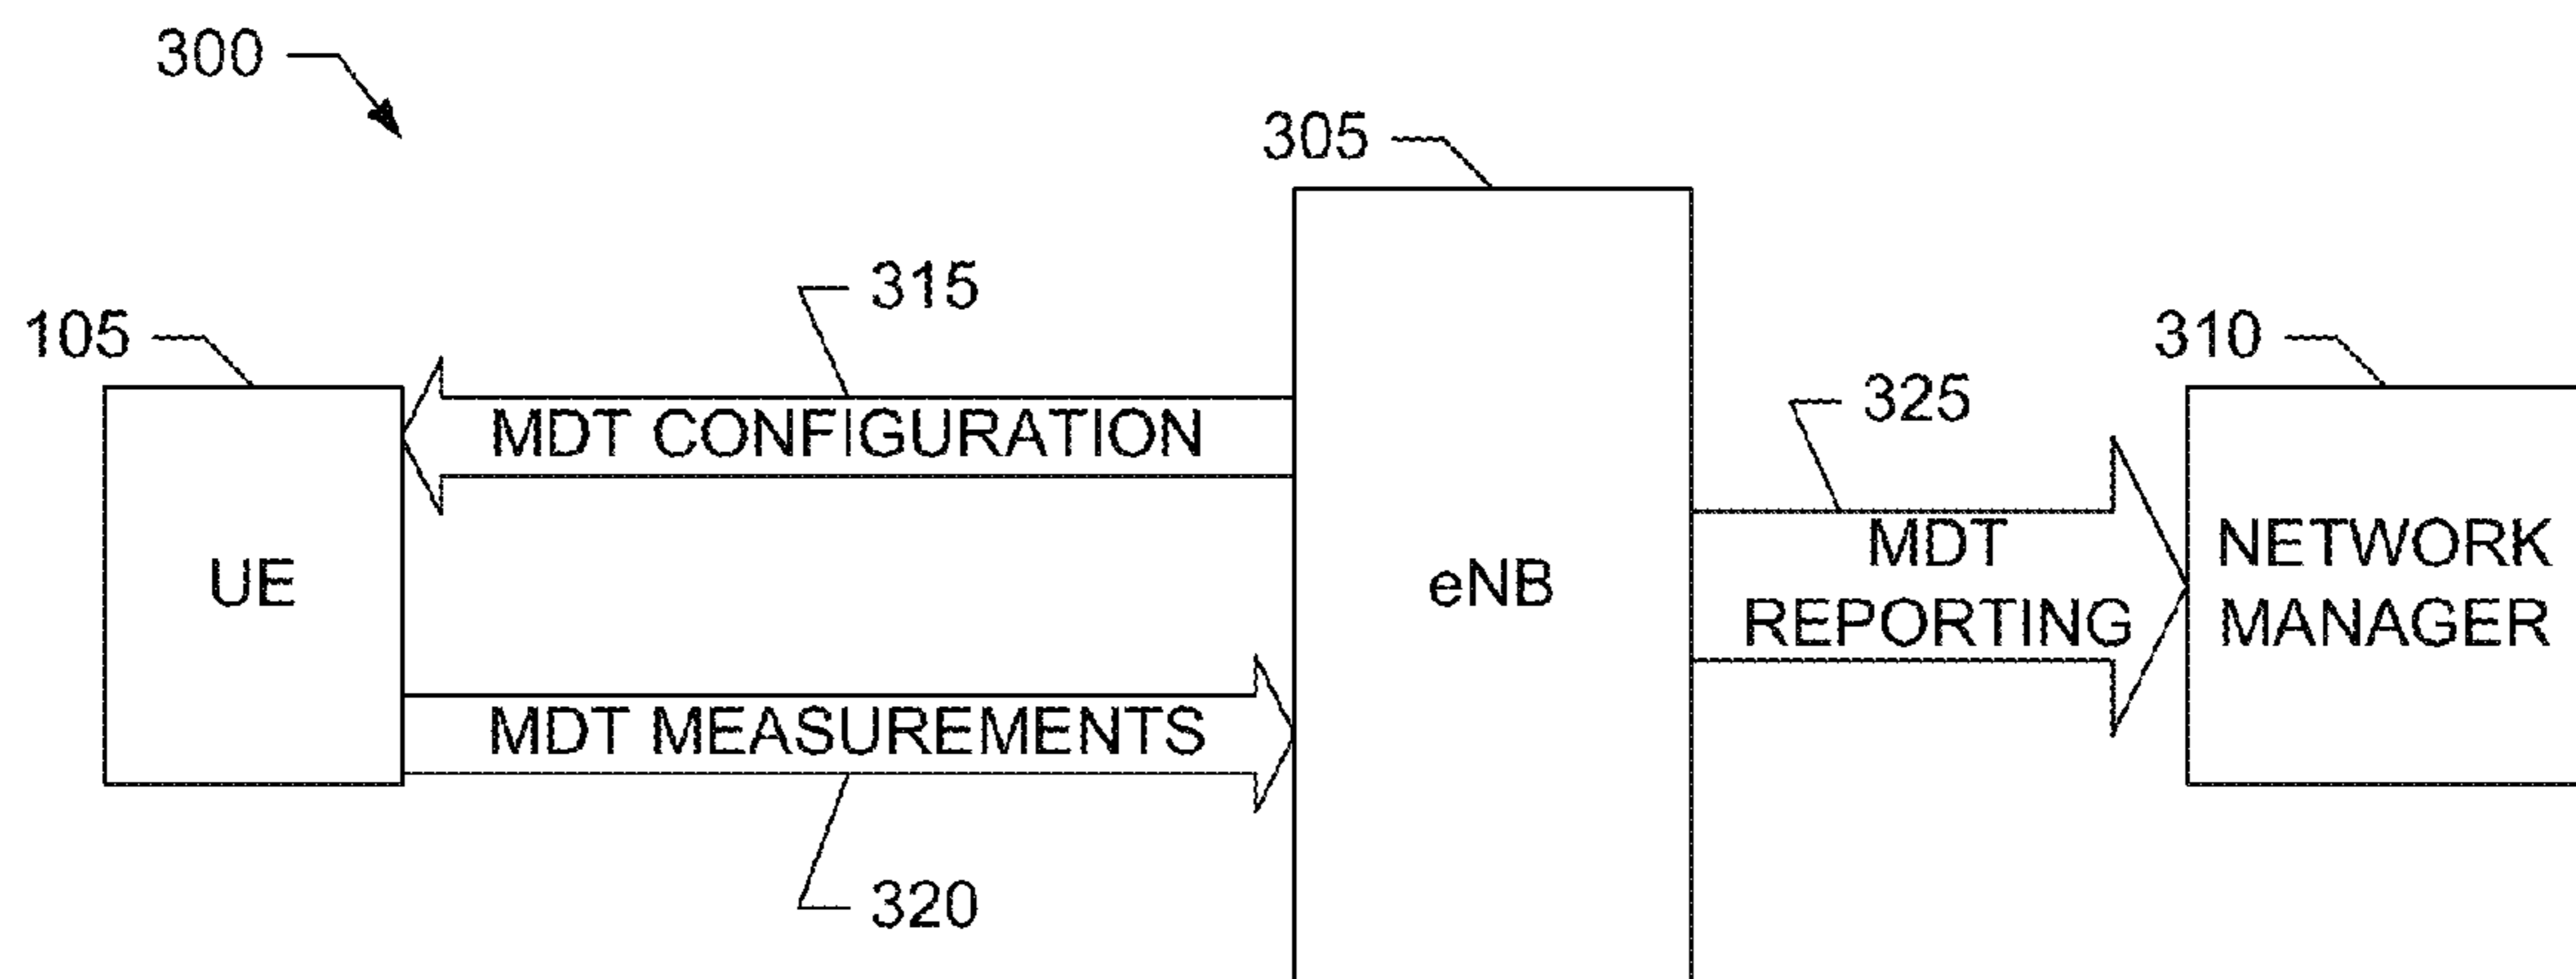 300
305
315
105
310
325
MDT CONFIGURATION
UE
eNB
MDT
REPORTING
NETWORK
MANAGER
MDT MEASUREMENTS
320